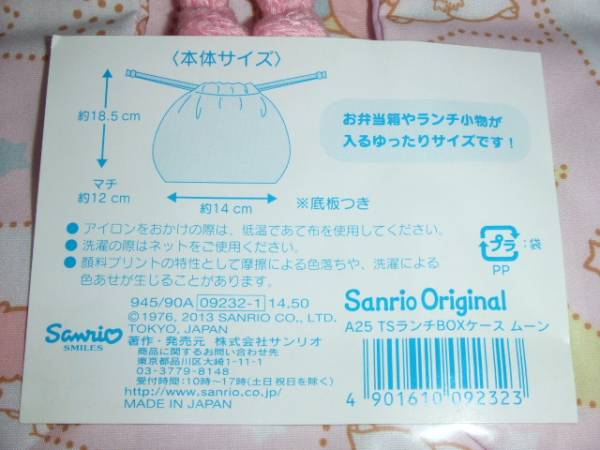 〈本体サイズ〉
約18.5cm
マチ
約12cm
約14cm
※底板つき
お弁当箱やランチ小物が
入るゆったりサイズです!
●アイロンをおかけの際は、低温であて布を使用してください。
●洗濯の際はネットをご使用ください。
●顔料プリントの特性として摩擦による色落ちや、洗濯による
色あせが生じることがあります。
プラ:袋
PP
945/90A 09232-1 14.50
©1976, 2013 SANRIO CO., LTD.
TOKYO, JAPAN
著作・発売元 株式会社サンリオ
商品に関するお問い合わせ先
東京都品川区大崎1-11-1
03-3779-8148
受付時間:10時〜17時(土日祝日を除く)
http://www.sanrio.co.jp/
MADE IN JAPAN
Sanrio
SMILES
Sanrio Original
A25 TSランチBOXケース ムーン
4 901610 092323